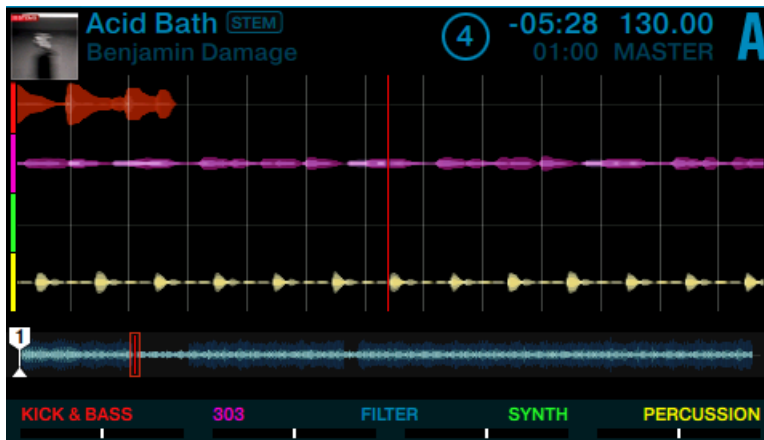 Acid Bath STEM
Benjamin Damage
4
-05:28 130.00
01:00 MASTER
A
1
KICK & BASS 303 FILTER SYNTH PERCUSSION